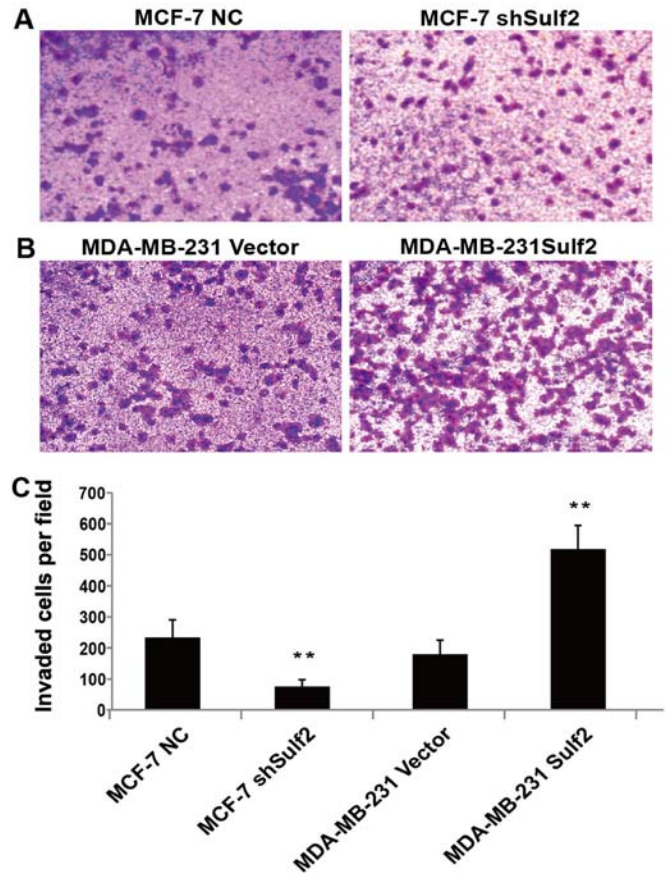 A
MCF-7 NC
MCF-7 shSulf2
B
MDA-MB-231 Vector
MDA-MB-231Sulf2
C
Invaded cells per field
700
600
500
400
300
200
100
0
**
**
MCF-7 NC
MCF-7 shSulf2
MDA-MB-231 Vector
MDA-MB-231 Sulf2